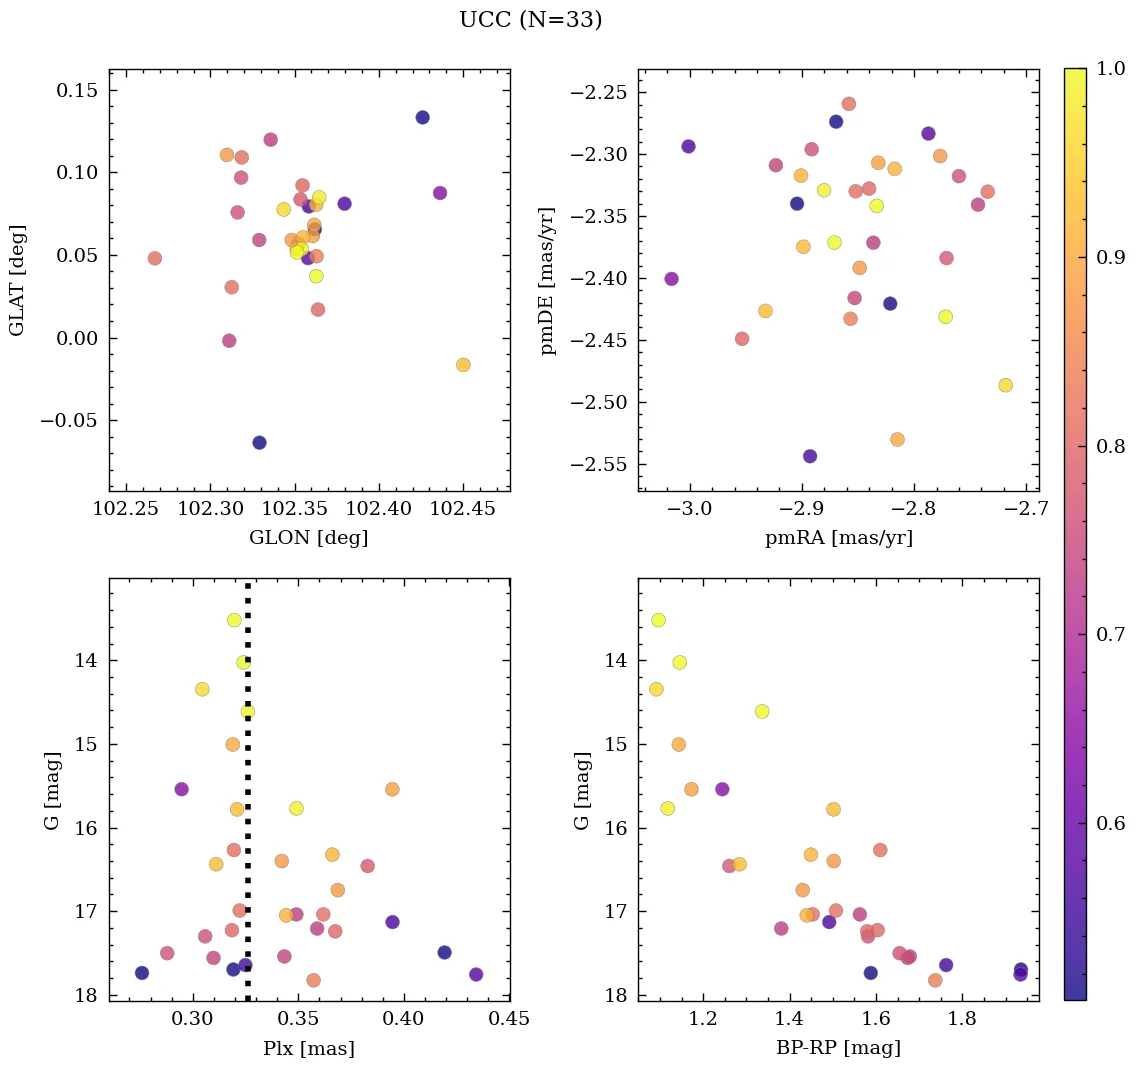 UCC (N=33)
0.15
0.10
0.05
0.00
−0.05
GLAT [deg]
102.25 102.30 102.35 102.40 102.45
GLON [deg]
−2.25
−2.30
−2.35
−2.40
−2.45
−2.50
−2.55
pmDE [mas/yr]
−3.0 −2.9 −2.8 −2.7
pmRA [mas/yr]
14
15
16
17
18
G [mag]
0.30 0.35 0.40 0.45
Plx [mas]
14
15
16
17
18
G [mag]
1.2 1.4 1.6 1.8
BP-RP [mag]
1.0
0.9
0.8
0.7
0.6